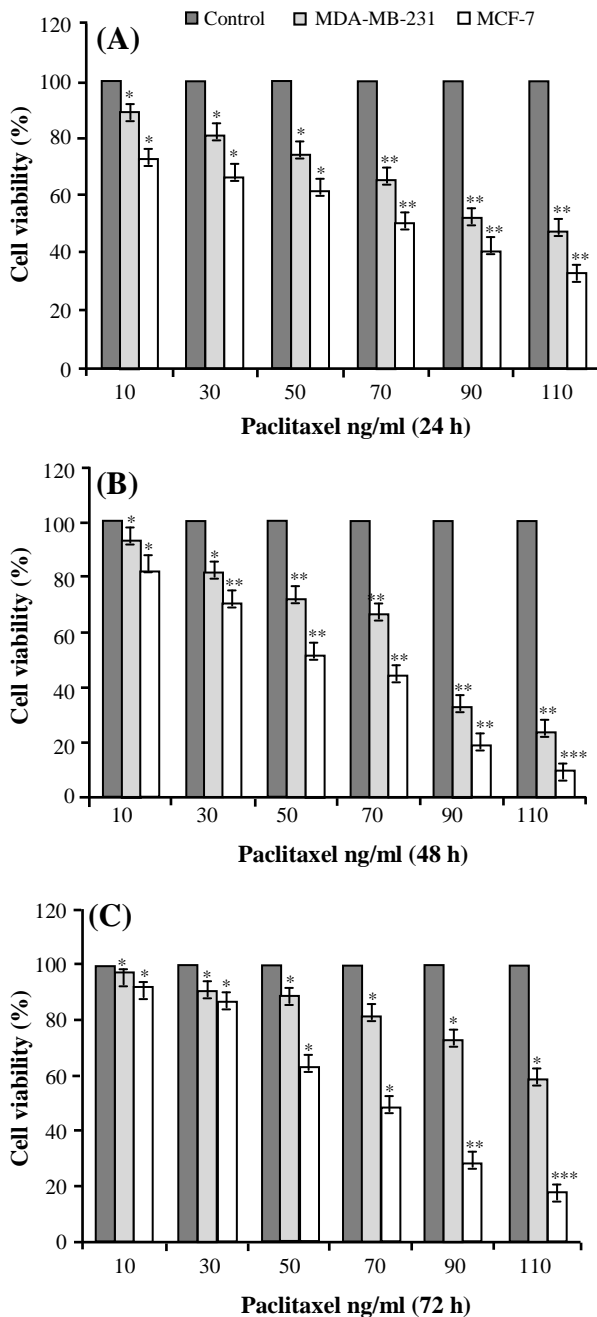 Control MDA-MB-231 MCF-7
(A)
Cell viability (%)
120
100
80
60
40
20
0
* * * * * * ** ** ** ** ** **
10 30 50 70 90 110
Paclitaxel ng/ml (24 h)
(B)
Cell viability (%)
120
100
80
60
40
20
0
* * * ** ** ** ** ** ** ** ** ***
10 30 50 70 90 110
Paclitaxel ng/ml (48 h)
(C)
Cell viability (%)
120
100
80
60
40
20
0
* * * * * * * * * ** * ***
10 30 50 70 90 110
Paclitaxel ng/ml (72 h)